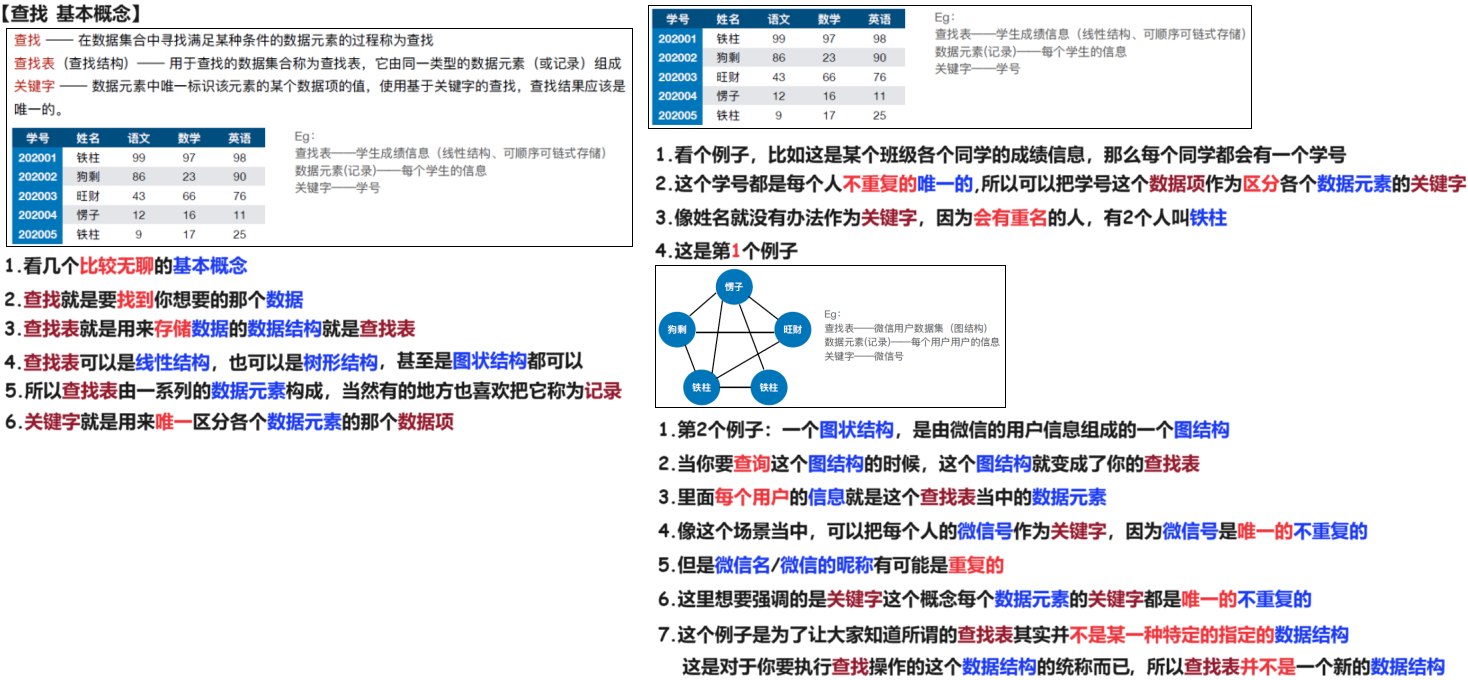 【查找 基本概念】
查找 —— 在数据集合中寻找满足某种条件的数据元素的过程称为查找
查找表（查找结构）—— 用于查找的数据集合称为查找表，它由同一类型的数据元素（或记录）组成
关键字 —— 数据元素中唯一标识该元素的某个数据项的值，使用基于关键字的查找，查找结果应该是
唯一的。
学号 姓名 语文 数学 英语
202001 铁柱 99 97 98
202002 狗剩 86 23 90
202003 旺财 43 66 76
202004 愣子 12 16 11
202005 铁柱 9 17 25
Eg：
查找表——学生成绩信息（线性结构、可顺序可链式存储）
数据元素(记录)——每个学生的信息
关键字——学号
1.看几个比较无聊的基本概念
2.查找就是要找到你想要的那个数据
3.查找表就是用来存储数据的数据结构就是查找表
4.查找表可以是线性结构，也可以是树形结构，甚至是图状结构都可以
5.所以查找表由一系列的数据元素构成，当然有的地方也喜欢把它称为记录
6.关键字就是用来唯一区分各个数据元素的那个数据项
学号 姓名 语文 数学 英语
202001 铁柱 99 97 98
202002 狗剩 86 23 90
202003 旺财 43 66 76
202004 愣子 12 16 11
202005 铁柱 9 17 25
Eg：
查找表——学生成绩信息（线性结构、可顺序可链式存储）
数据元素(记录)——每个学生的信息
关键字——学号
1.看个例子，比如这是某个班级各个同学的成绩信息，那么每个同学都会有一个学号
2.这个学号都是每个人不重复的唯一的,所以可以把学号这个数据项作为区分各个数据元素的关键字
3.像姓名就没有办法作为关键字，因为会有重名的人，有2个人叫铁柱
4.这是第1个例子
愣子
狗剩
旺财
铁柱
铁柱
Eg：
查找表——微信用户数据集（图结构）
数据元素(记录)——每个用户用户的信息
关键字——微信号
1.第2个例子：一个图状结构，是由微信的用户信息组成的一个图结构
2.当你要查询这个图结构的时候，这个图结构就变成了你的查找表
3.里面每个用户的信息就是这个查找表当中的数据元素
4.像这个场景当中，可以把每个人的微信号作为关键字，因为微信号是唯一的不重复的
5.但是微信名/微信的昵称有可能是重复的
6.这里想要强调的是关键字这个概念每个数据元素的关键字都是唯一的不重复的
7.这个例子是为了让大家知道所谓的查找表其实并不是某一种特定的指定的数据结构
这是对于你要执行查找操作的这个数据结构的统称而已，所以查找表并不是一个新的数据结构